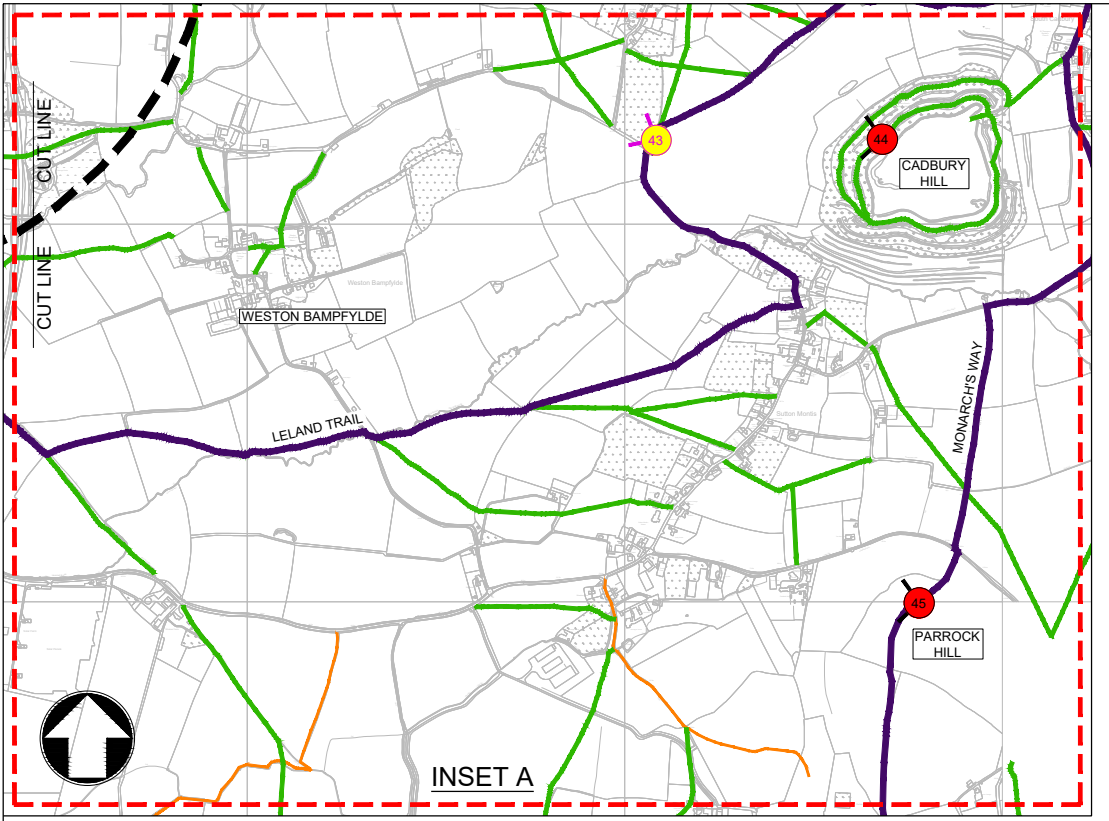 CUT LINE
CUT LINE
43
44
CADBURY
HILL
Weston Bampfylde
WESTON BAMPFYLDE
LELAND TRAIL
MONARCH'S WAY
Sutton Montis
45
PARROCK
HILL
INSET A